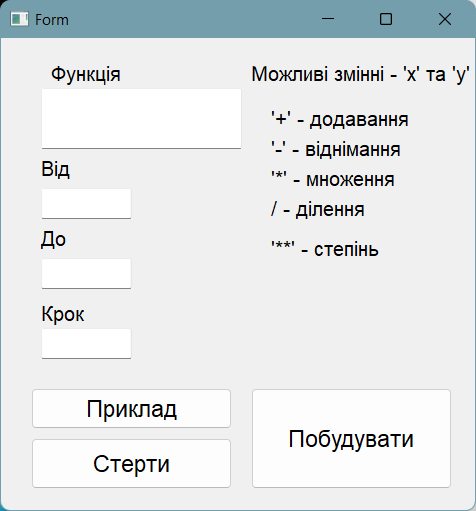 Form
Функція
Можливі змінні - 'x' та 'y'
'+' - додавання
'-' - віднімання
'*' - множення
/ - ділення
'**' - степінь
Від
До
Крок
Приклад
Стерти
Побудувати